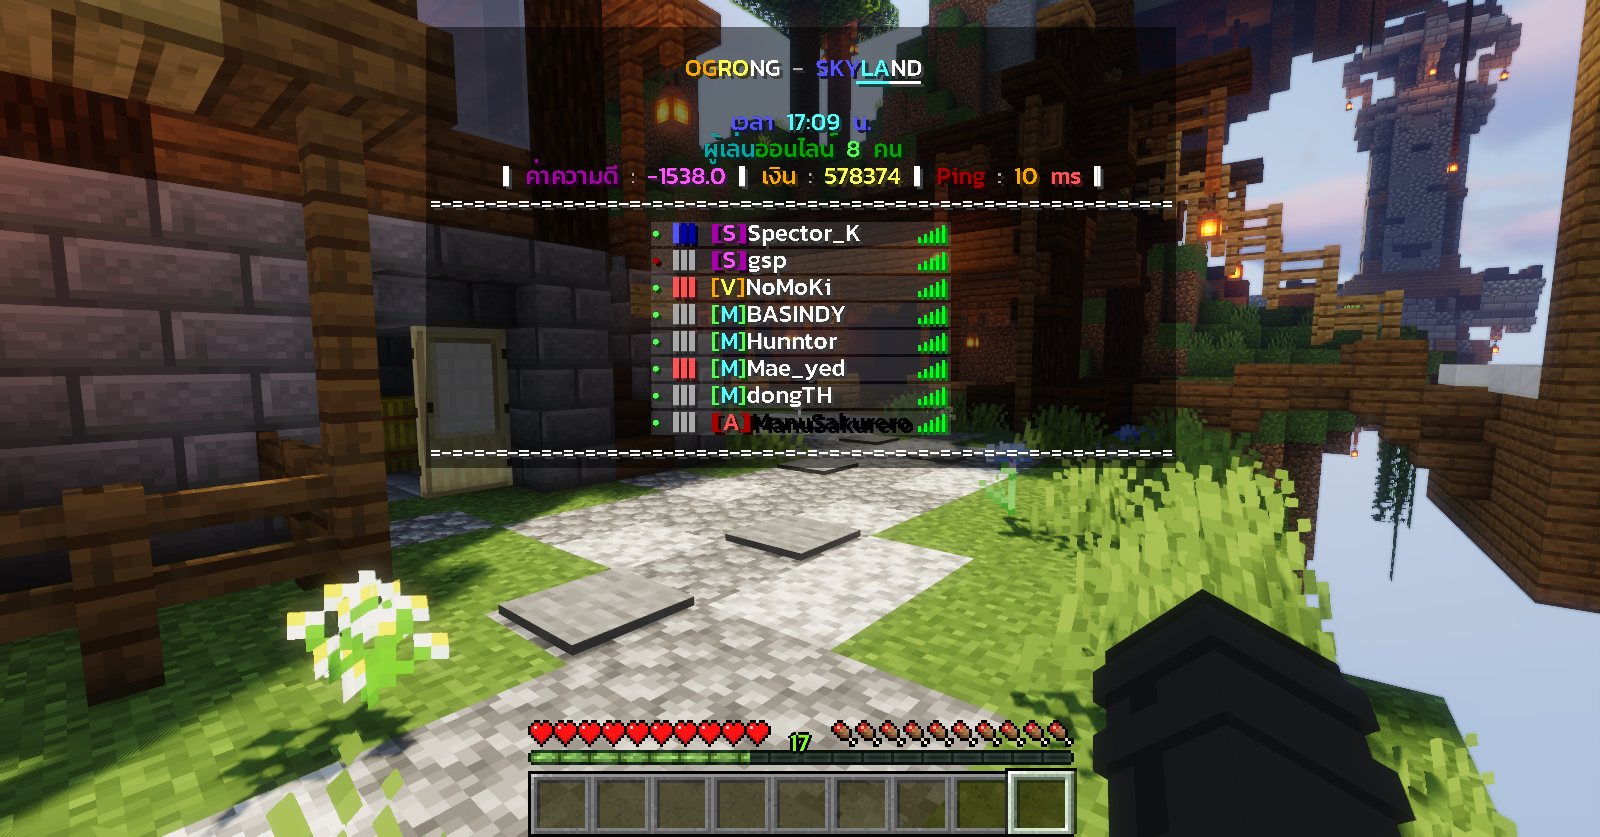 OGRONG - SKYLAND
เวลา 17:09 น.
ผู้เล่นออนไลน์ 8 คน
ค่าความดี : -1538.0 | เงิน : 578374 | Ping : 10 ms
[S]Spector_K
[S]gsp
[V]NoMoKi
[M]BASINDY
[M]Hunntor
[M]Mae_yed
[M]dongTH
[A]ManuSakurero
17